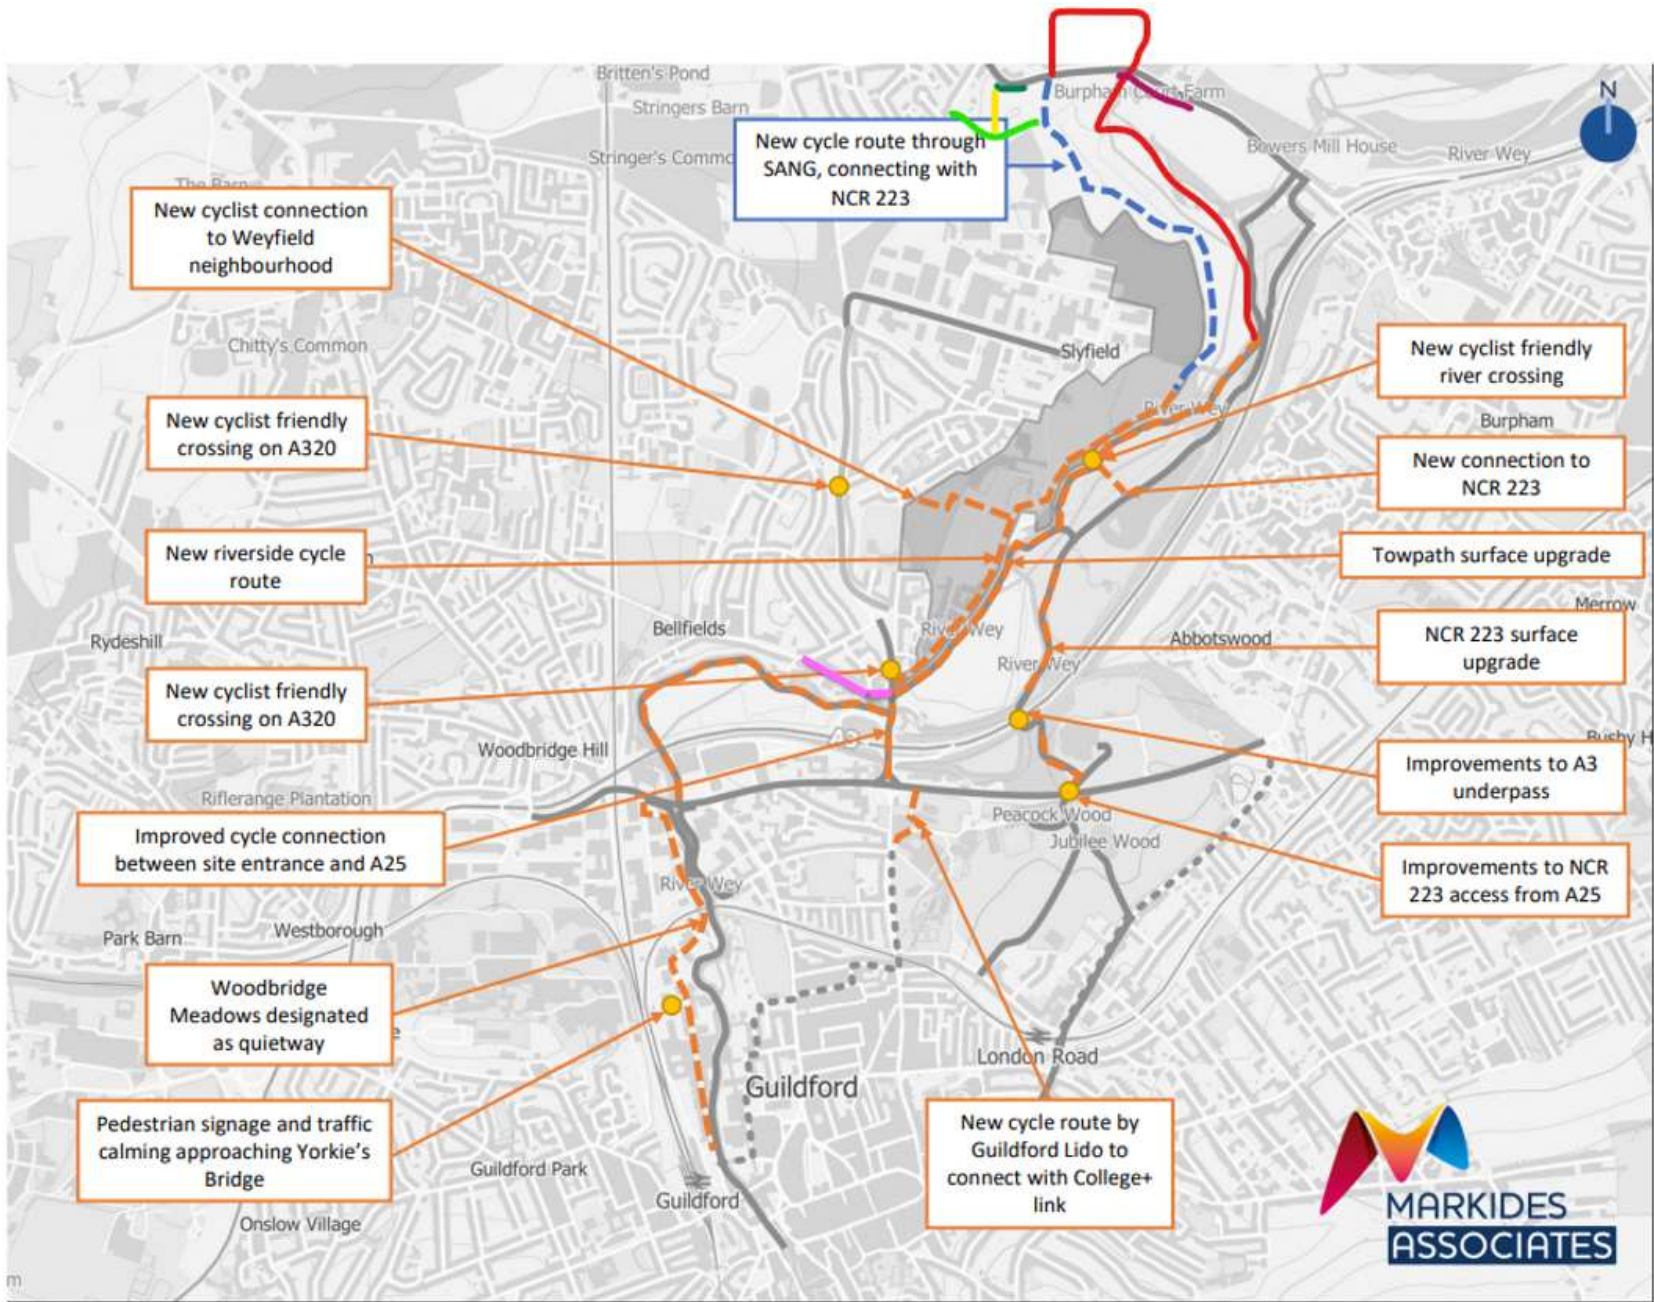 Britten's Pond
Stringers Barn
Burpham Court Farm
N
New cycle route through
SANG, connecting with
NCR 223
Stringer's Commo
Bowers Mill House
River Wey
The Barn
New cyclist connection
to Weyfield
neighbourhood
Chitty's Common
Slyfield
New cyclist friendly
river crossing
River Wey
Burpham
New cyclist friendly
crossing on A320
New connection to
NCR 223
New riverside cycle
route
Towpath surface upgrade
Merrow
Rydeshill
Bellfields
River Wey
Abbotswood
River Wey
NCR 223 surface
upgrade
New cyclist friendly
crossing on A320
Woodbridge Hill
A3
Bushy H
Improvements to A3
underpass
Riflerange Plantation
Peacock Wood
Jubilee Wood
Improved cycle connection
between site entrance and A25
River Wey
Improvements to NCR
223 access from A25
Park Barn
Westborough
Woodbridge
Meadows designated
as quietway
e
London Road
Guildford
Pedestrian signage and traffic
calming approaching Yorkie's
Bridge
Guildford Park
Guildford
New cycle route by
Guildford Lido to
connect with College+
link
Onslow Village
m
MARKIDES
ASSOCIATES